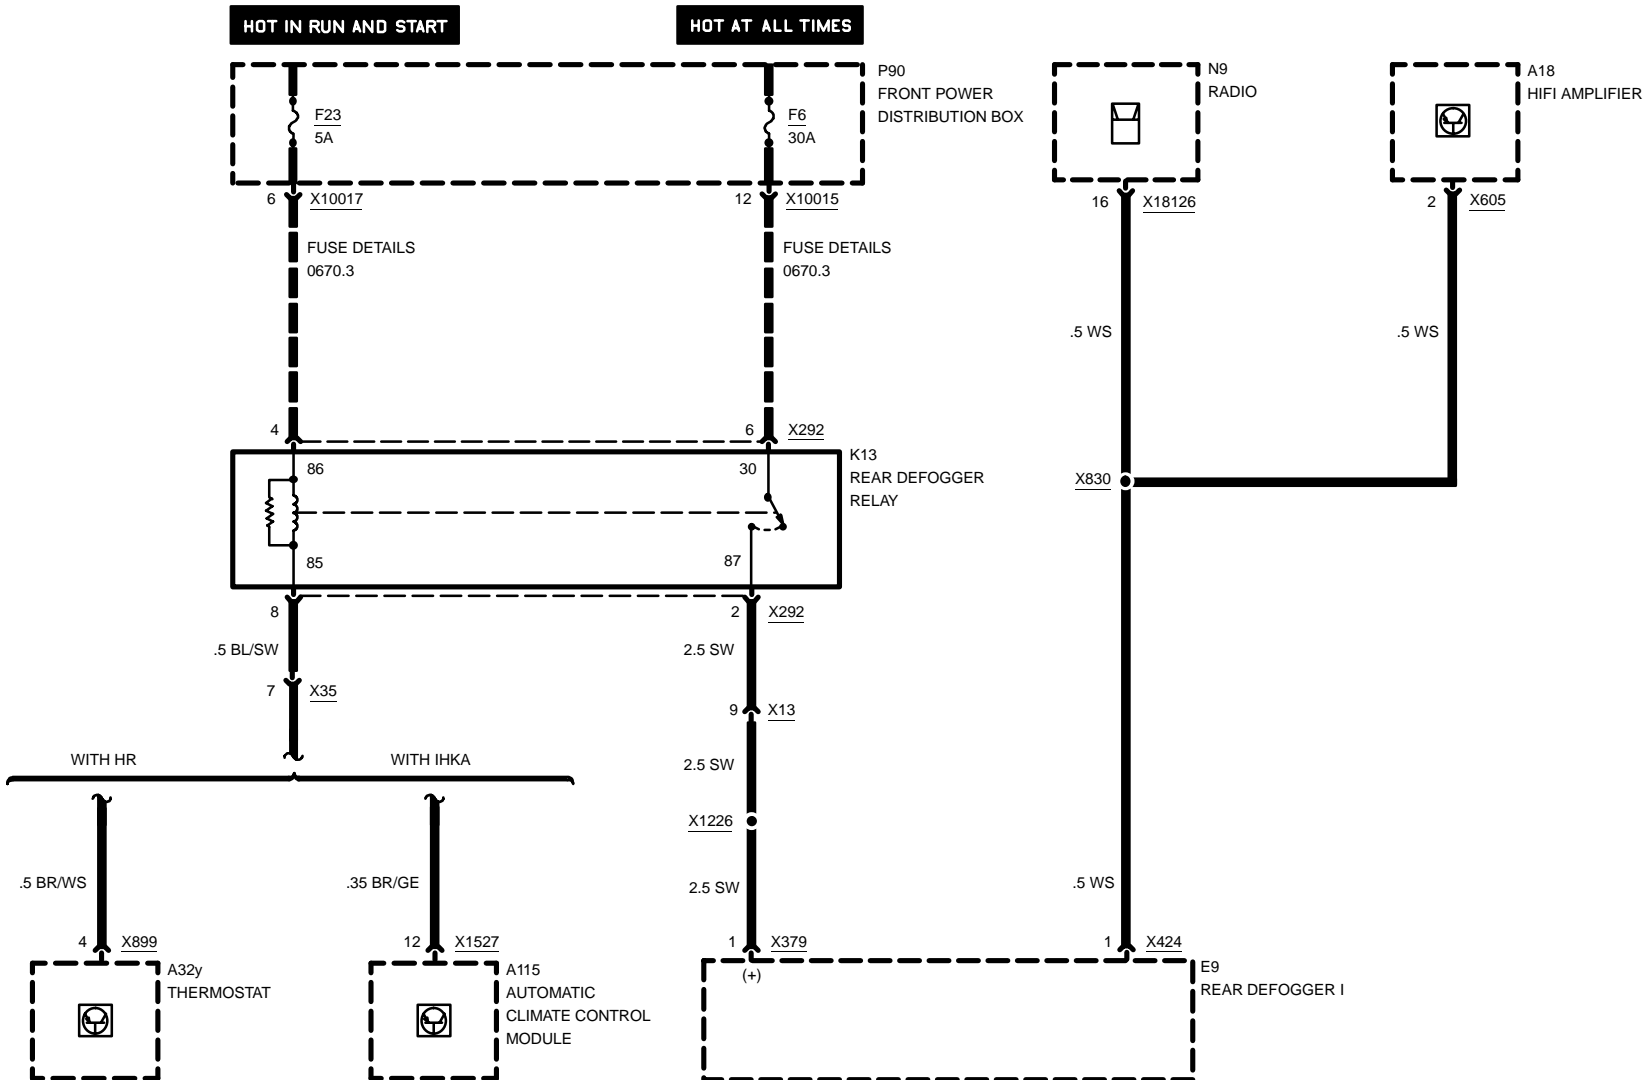 HOT IN RUN AND START
HOT AT ALL TIMES
P90
FRONT POWER
DISTRIBUTION BOX
F23
5A
F6
30A
N9
RADIO
A18
HIFI AMPLIFIER
6 X10017
12 X10015
16 X18126
2 X605
FUSE DETAILS
0670.3
FUSE DETAILS
0670.3
.5 WS
.5 WS
4
6 X292
K13
REAR DEFOGGER
RELAY
86
30
X830
85
87
8
2 X292
.5 BL/SW
2.5 SW
7 X35
9 X13
WITH HR
WITH IHKA
2.5 SW
X1226
.5 BR/WS
.35 BR/GE
2.5 SW
.5 WS
4 X899
12 X1527
1 X379
1 X424
A32y
THERMOSTAT
A115
AUTOMATIC
CLIMATE CONTROL
MODULE
(+)
E9
REAR DEFOGGER I